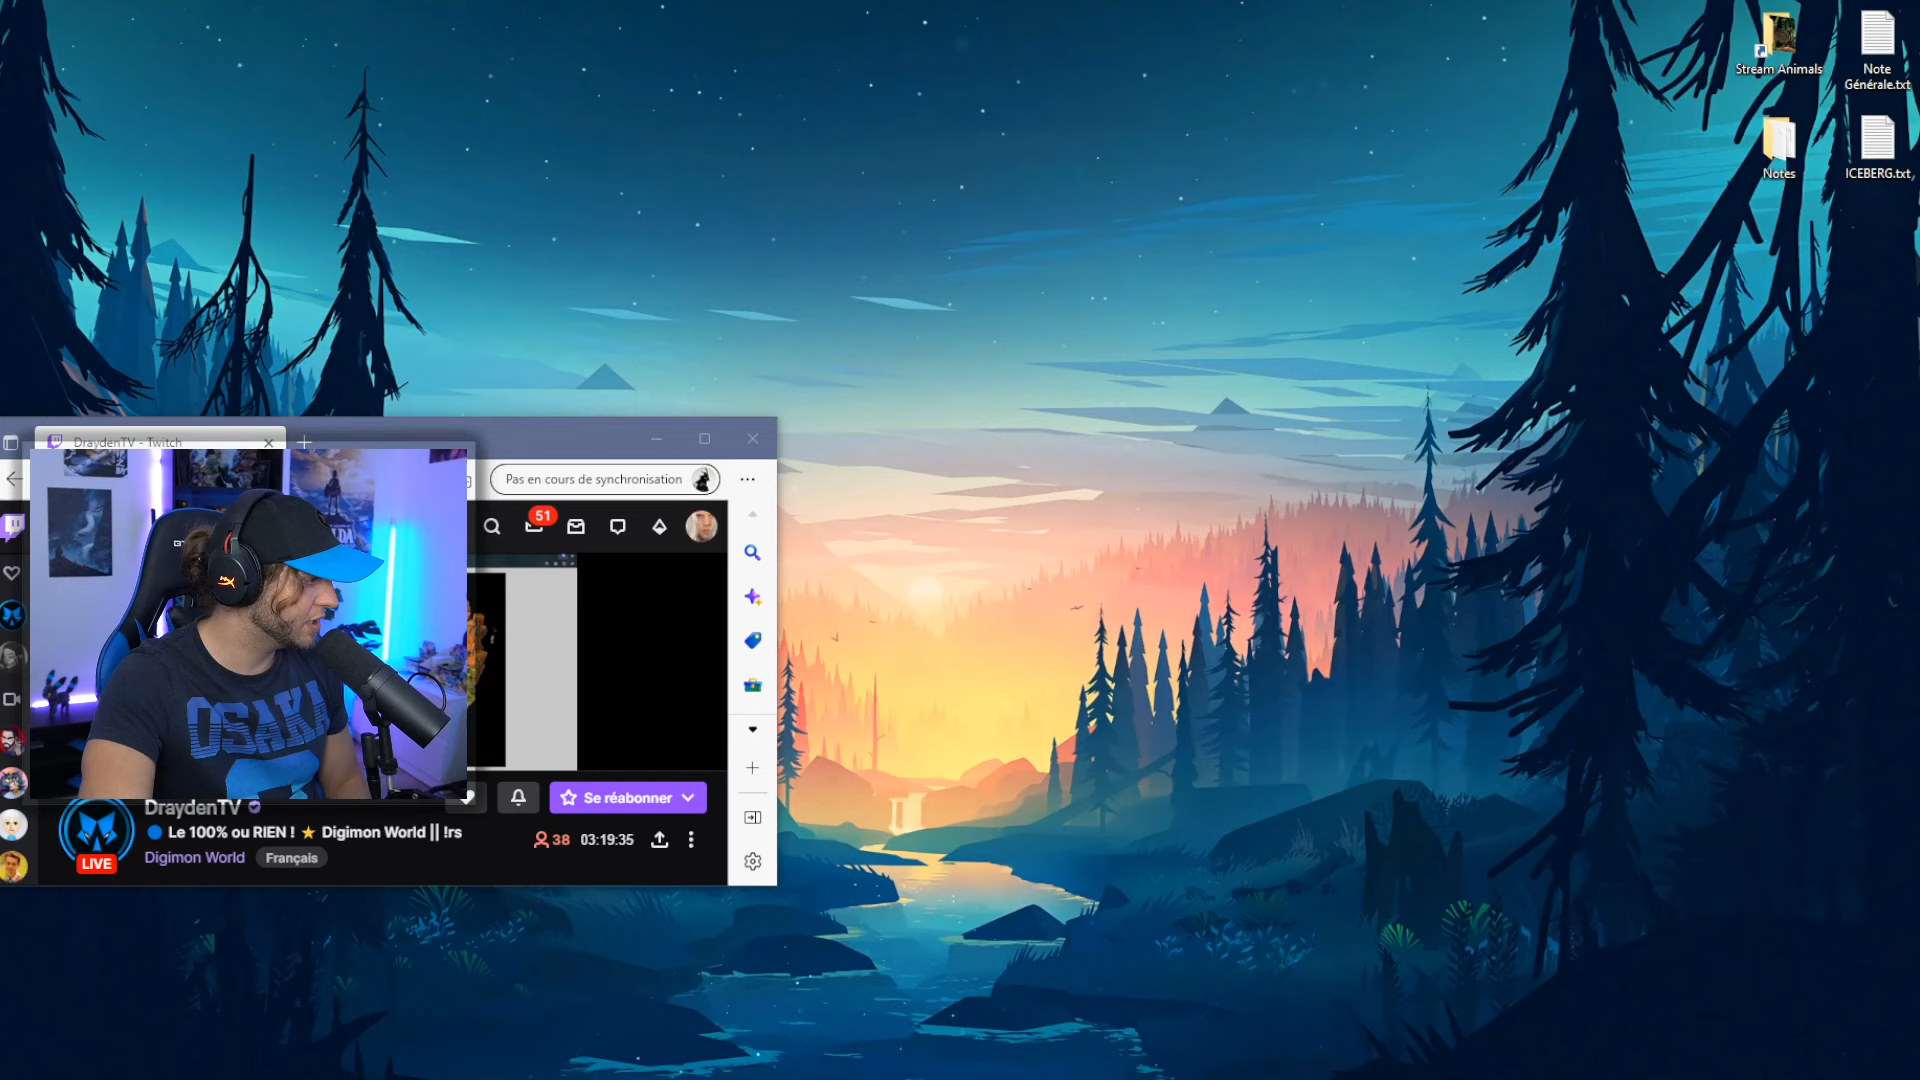 Stream Animals
Note
Générale.txt
Notes
ICEBERG.txt
DraydenTV - Twitch
Pas en cours de synchronisation
51
OSAKA
Se réabonner
DraydenTV
Le 100% ou RIEN ! ⭐ Digimon World || !rs
38
03:19:35
LIVE
Digimon World
Français